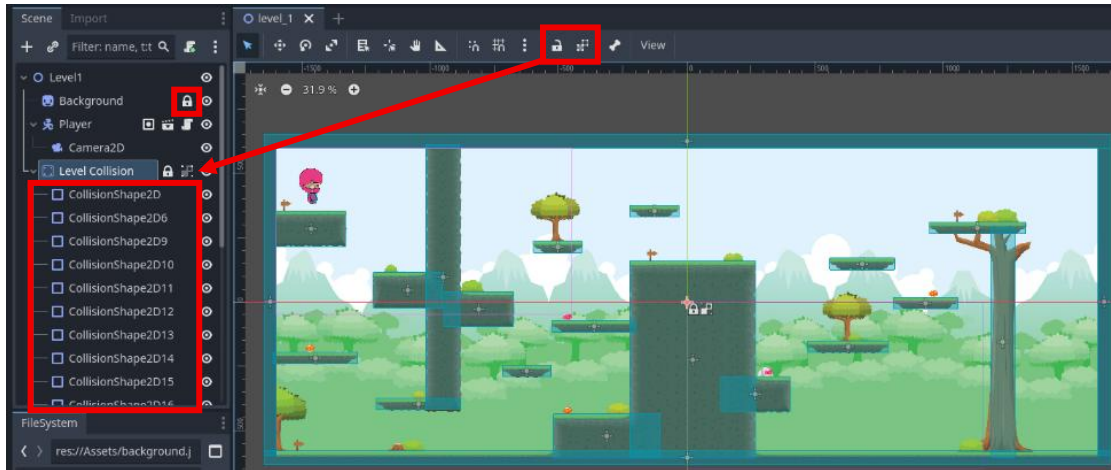 Scene Import
Filter: name, t:t
Level1
Background
Player
Camera2D
Level Collision
CollisionShape2D
CollisionShape2D6
CollisionShape2D9
CollisionShape2D10
CollisionShape2D11
CollisionShape2D12
CollisionShape2D13
CollisionShape2D14
CollisionShape2D15
CollisionShape2D16
FileSystem
res://Assets/background.j
level_1
View
-1500 -1000 -500 0 500 1000 1500
31.9 %